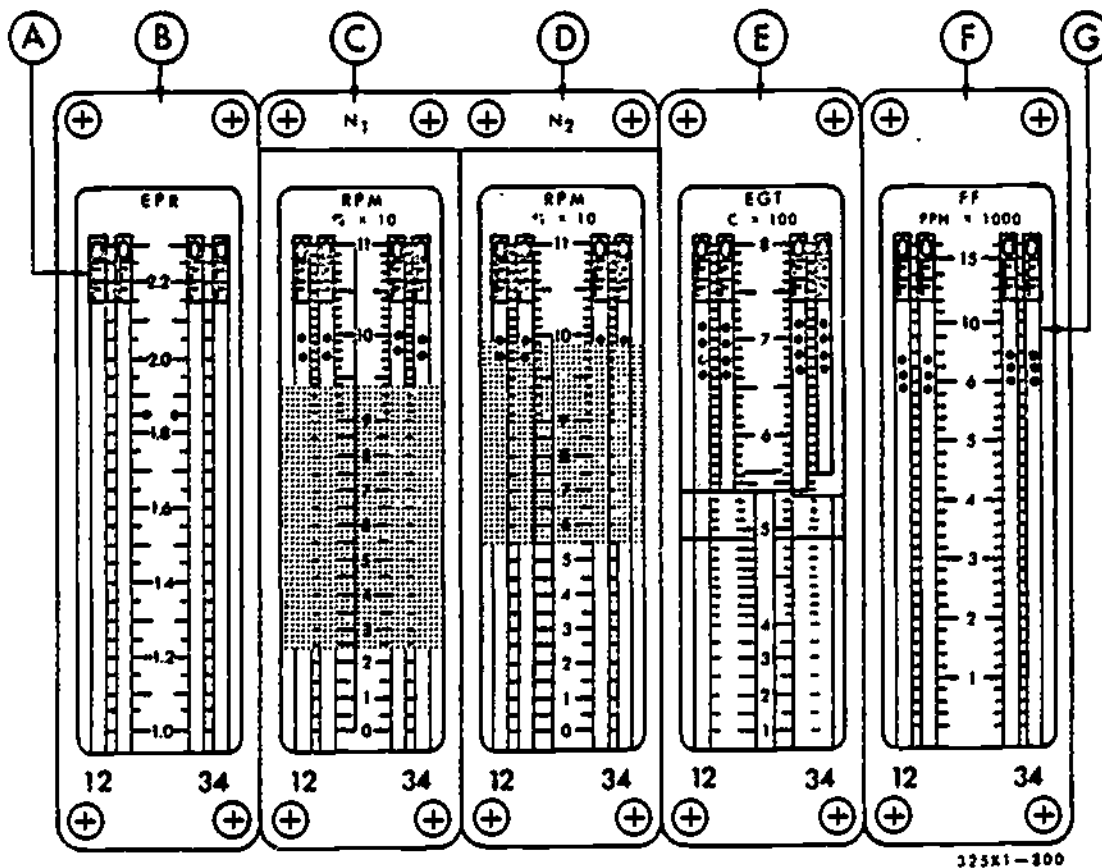 A B C D E F G
N1 N2
EPR RPM RPM EGT FF
% × 10 % × 10 C × 100 PPH × 1000
2.2 11 11 8 15
10 10 7 10
2.0 6
1.8 9 9 6 5
8 8
1.6 7 7 4
6 6 5
1.4 5 5 3
4 4 4 2
1.2 3 3 3
2 2 2 1
1 1
1.0 0 0 1
12 34 12 34 12 34 12 34 12 34
325X1-800